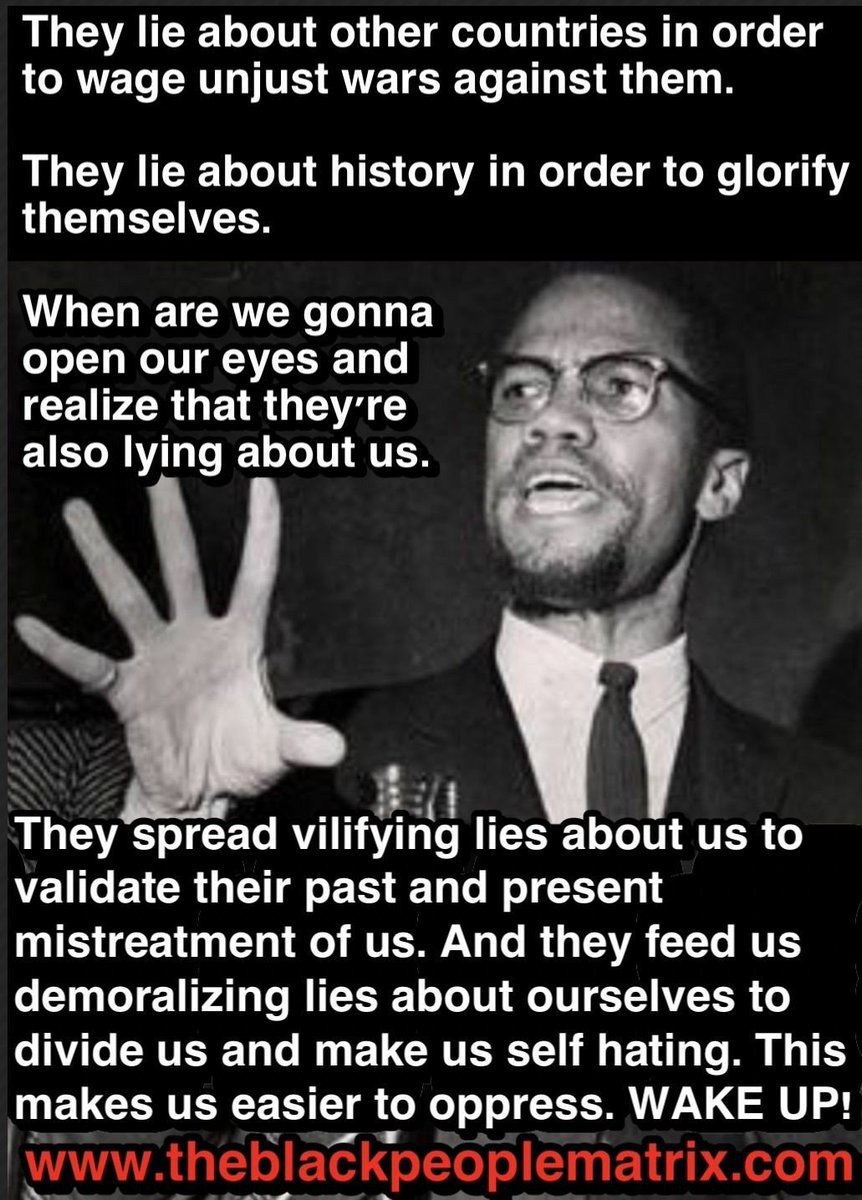 They lie about other countries in order
to wage unjust wars against them.
They lie about history in order to glorify
themselves.
When are we gonna
open our eyes and
realize that they're
also lying about us.
They spread vilifying lies about us to
validate their past and present
mistreatment of us. And they feed us
demoralizing lies about ourselves to
divide us and make us self hating. This
makes us easier to oppress. WAKE UP!
www.theblackpeoplematrix.com